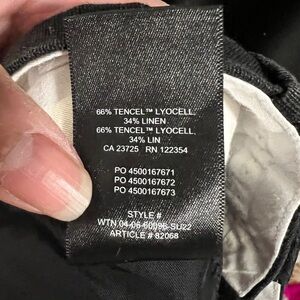 66% TENCEL™ LYOCELL,
34% LINEN
66% TENCEL™ LYOCELL,
34% LIN
CA 23725 RN 122354
PO 4500167671
PO 4500167672
PO 4500167673
STYLE #
WTN 04-06-60096-SU22
ARTICLE # 82068